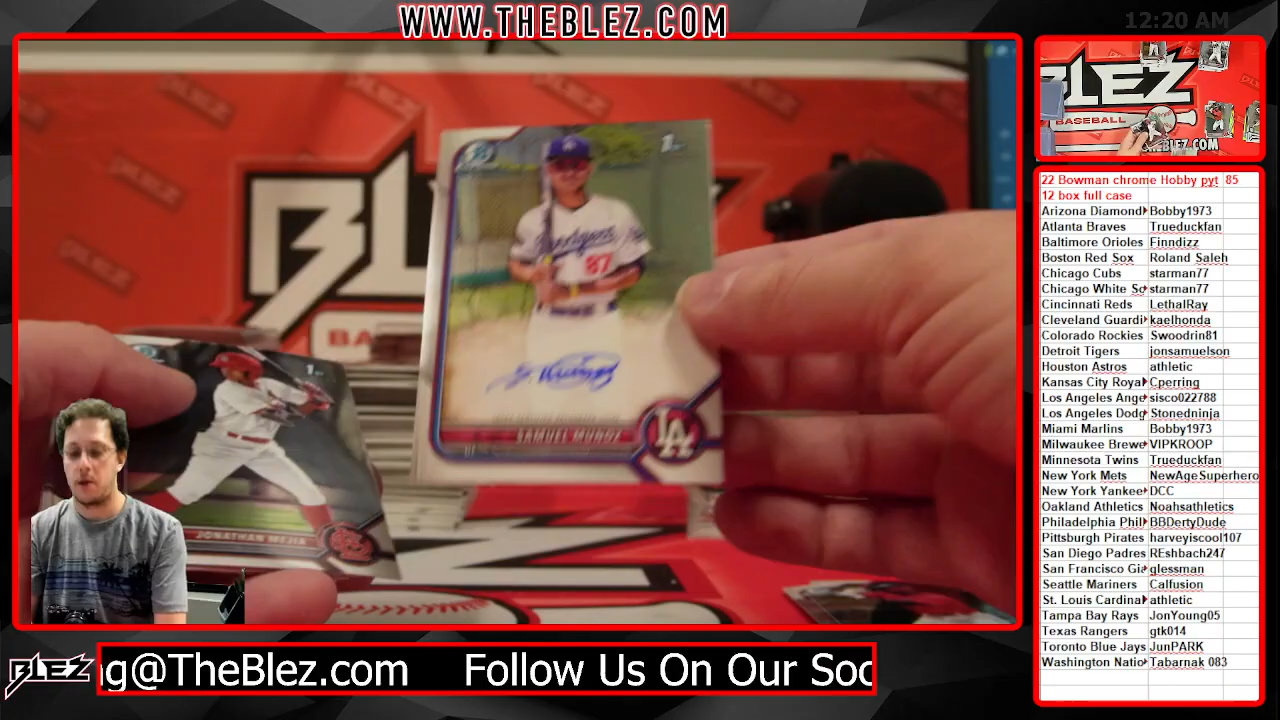 WWW.THEBLEZ.COM
12:20 AM
BLEZ
BASEBALL
THEBLEZ.COM
1st
Dodgers
87
SAMUEL MUNOZ
LA
JONATHAN MEJIA
22 Bowman chrome Hobby pyt 85
12 box full case
Arizona Diamond Bobby1973
Atlanta Braves Trueduckfan
Baltimore Orioles Finndizz
Boston Red Sox Roland Saleh
Chicago Cubs starman77
Chicago White So starman77
Cincinnati Reds LethalRay
Cleveland Guardi kaelhonda
Colorado Rockies Swoodrin81
Detroit Tigers jonsamuelson
Houston Astros athletic
Kansas City Roya Cperring
Los Angeles Ange sisco022788
Los Angeles Dodg Stonedninja
Miami Marlins Bobby1973
Milwaukee Brewe VIPKROOP
Minnesota Twins Trueduckfan
New York Mets NewAgeSuperhero
New York Yankee DCC
Oakland Athletics Noahsathletics
Philadelphia Phil BBDertyDude
Pittsburgh Pirates harveyiscool107
San Diego Padres REshbach247
San Francisco Gia glessman
Seattle Mariners Calfusion
St. Louis Cardina athletic
Tampa Bay Rays JonYoung05
Texas Rangers gtk014
Toronto Blue Jays JunPARK
Washington Natio Tabarnak 083
BLEZ
g@TheBlez.com Follow Us On Our Soc